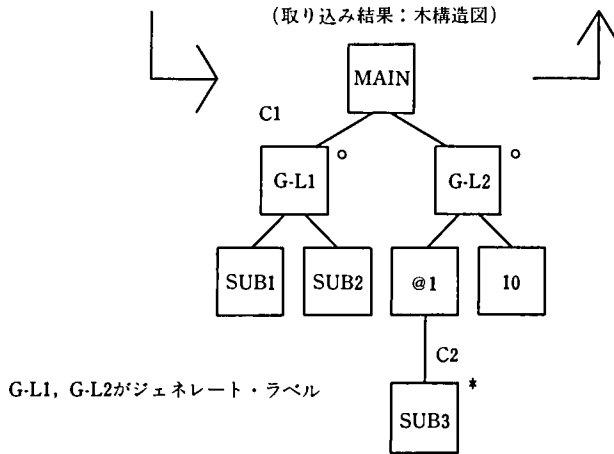 (取り込み結果：木構造図)
MAIN
C1
G-L1 o G-L2 o
SUB1 SUB2 @1 10
C2
G-L1, G-L2がジェネレート・ラベル
SUB3 *